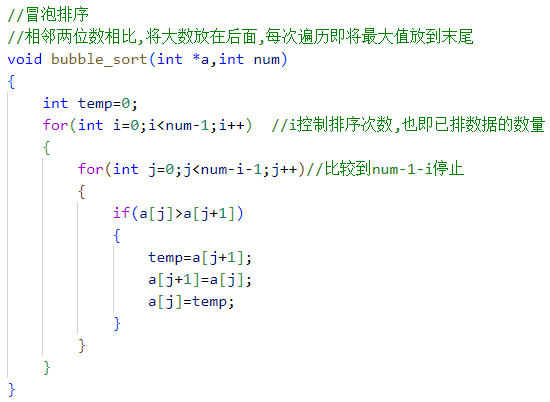 //冒泡排序
//相邻两位数相比,将大数放在后面,每次遍历即将最大值放到末尾
void bubble_sort(int *a,int num)
{
    int temp=0;
    for(int i=0;i<num-1;i++)  //i控制排序次数,也即已排数据的数量
    {
        for(int j=0;j<num-i-1;j++)//比较到num-1-i停止
        {
            if(a[j]>a[j+1])
            {
                temp=a[j+1];
                a[j+1]=a[j];
                a[j]=temp;
            }
        }
    }
}